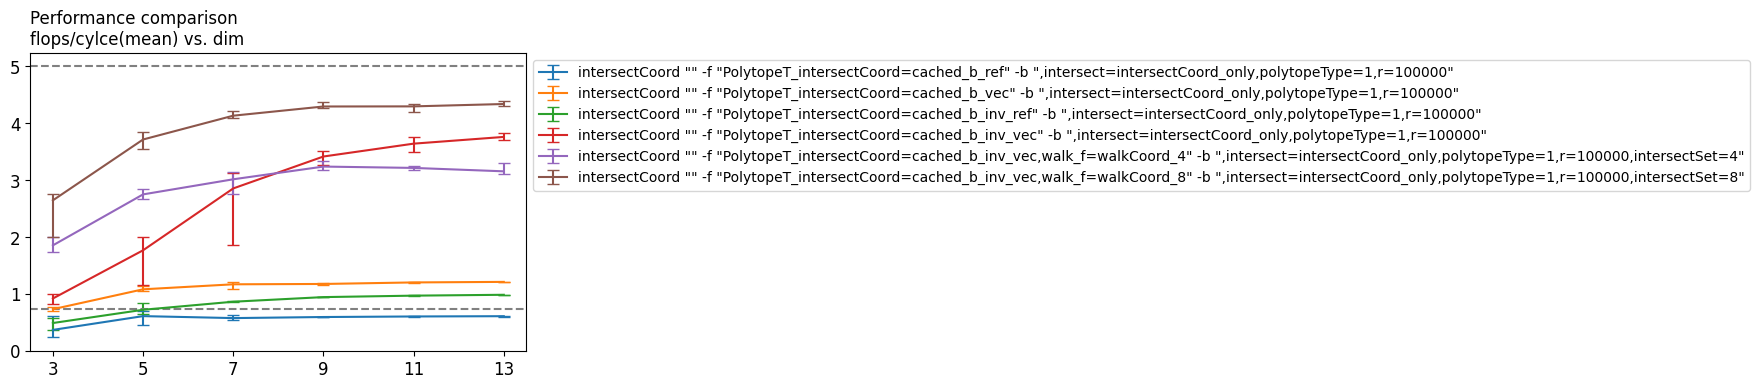 Performance comparison
flops/cylce(mean) vs. dim
5
4
3
2
1
0
3 5 7 9 11 13
intersectCoord "" -f "PolytopeT_intersectCoord=cached_b_ref" -b ",intersect=intersectCoord_only,polytopeType=1,r=100000"
intersectCoord "" -f "PolytopeT_intersectCoord=cached_b_vec" -b ",intersect=intersectCoord_only,polytopeType=1,r=100000"
intersectCoord "" -f "PolytopeT_intersectCoord=cached_b_inv_ref" -b ",intersect=intersectCoord_only,polytopeType=1,r=100000"
intersectCoord "" -f "PolytopeT_intersectCoord=cached_b_inv_vec" -b ",intersect=intersectCoord_only,polytopeType=1,r=100000"
intersectCoord "" -f "PolytopeT_intersectCoord=cached_b_inv_vec,walk_f=walkCoord_4" -b ",intersect=intersectCoord_only,polytopeType=1,r=100000,intersectSet=4"
intersectCoord "" -f "PolytopeT_intersectCoord=cached_b_inv_vec,walk_f=walkCoord_8" -b ",intersect=intersectCoord_only,polytopeType=1,r=100000,intersectSet=8"